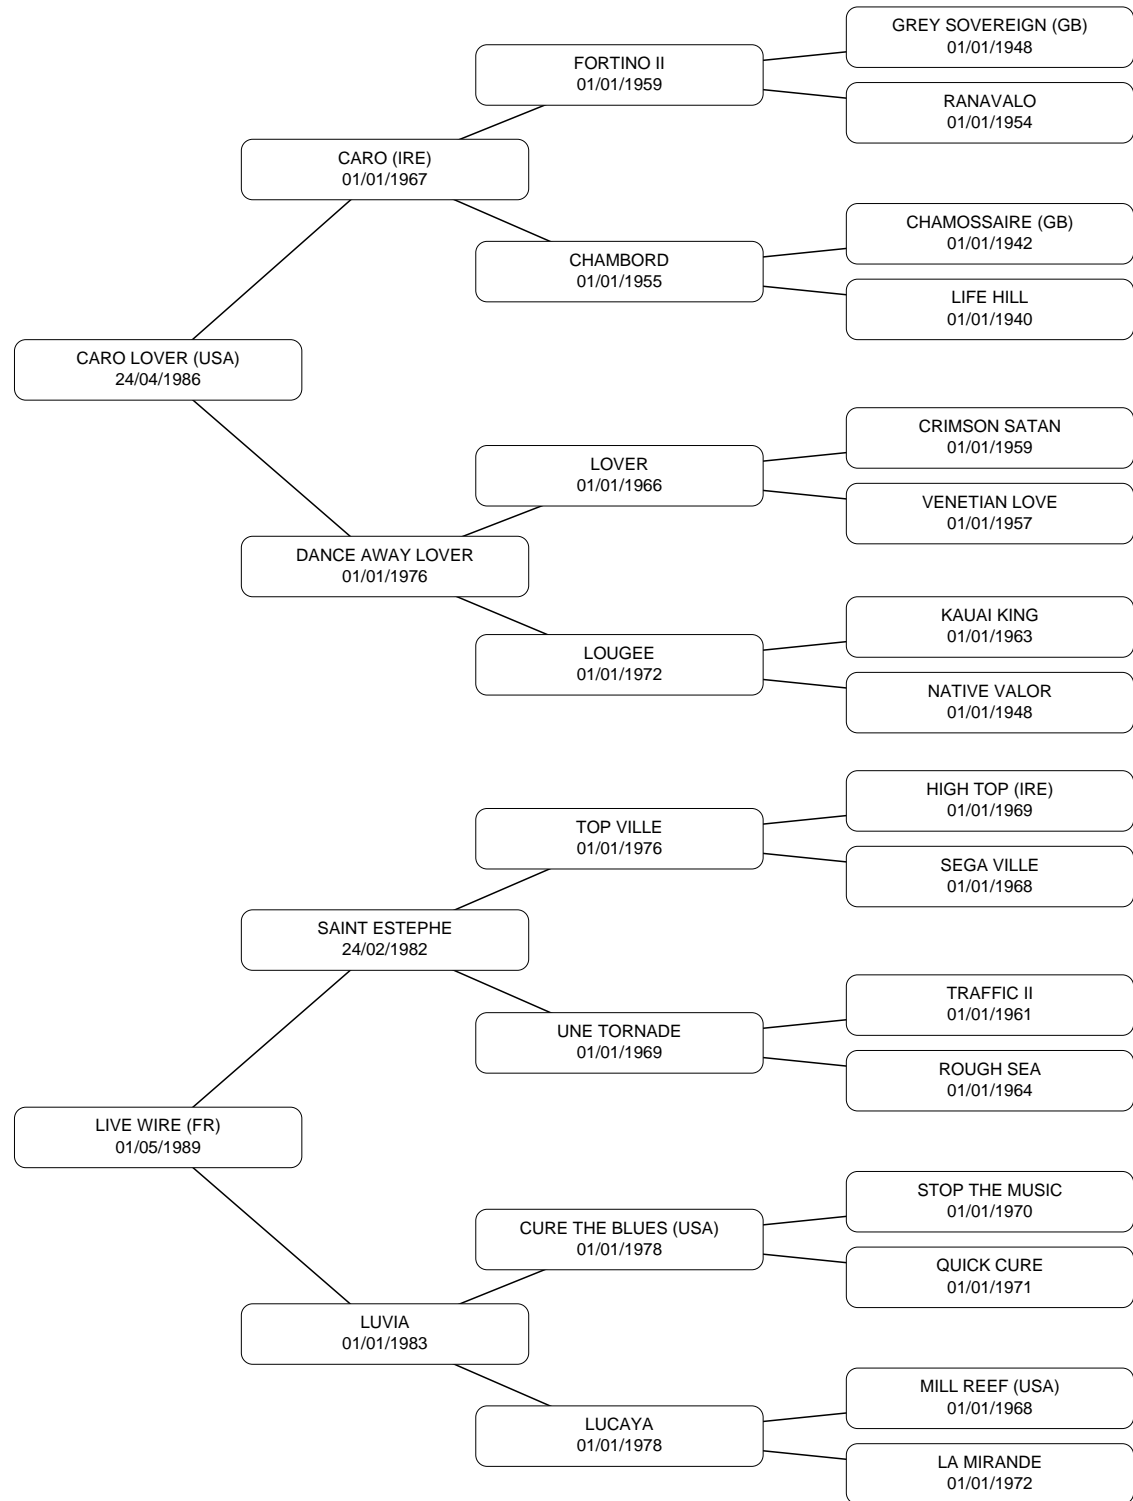 GREY SOVEREIGN (GB)
01/01/1948
FORTINO II
01/01/1959
RANAVALO
01/01/1954
CARO (IRE)
01/01/1967
CHAMOSSAIRE (GB)
01/01/1942
CHAMBORD
01/01/1955
LIFE HILL
01/01/1940
CARO LOVER (USA)
24/04/1986
CRIMSON SATAN
01/01/1959
LOVER
01/01/1966
VENETIAN LOVE
01/01/1957
DANCE AWAY LOVER
01/01/1976
KAUAI KING
01/01/1963
LOUGEE
01/01/1972
NATIVE VALOR
01/01/1948
HIGH TOP (IRE)
01/01/1969
TOP VILLE
01/01/1976
SEGA VILLE
01/01/1968
SAINT ESTEPHE
24/02/1982
TRAFFIC II
01/01/1961
UNE TORNADE
01/01/1969
ROUGH SEA
01/01/1964
LIVE WIRE (FR)
01/05/1989
STOP THE MUSIC
01/01/1970
CURE THE BLUES (USA)
01/01/1978
QUICK CURE
01/01/1971
LUVIA
01/01/1983
MILL REEF (USA)
01/01/1968
LUCAYA
01/01/1978
LA MIRANDE
01/01/1972